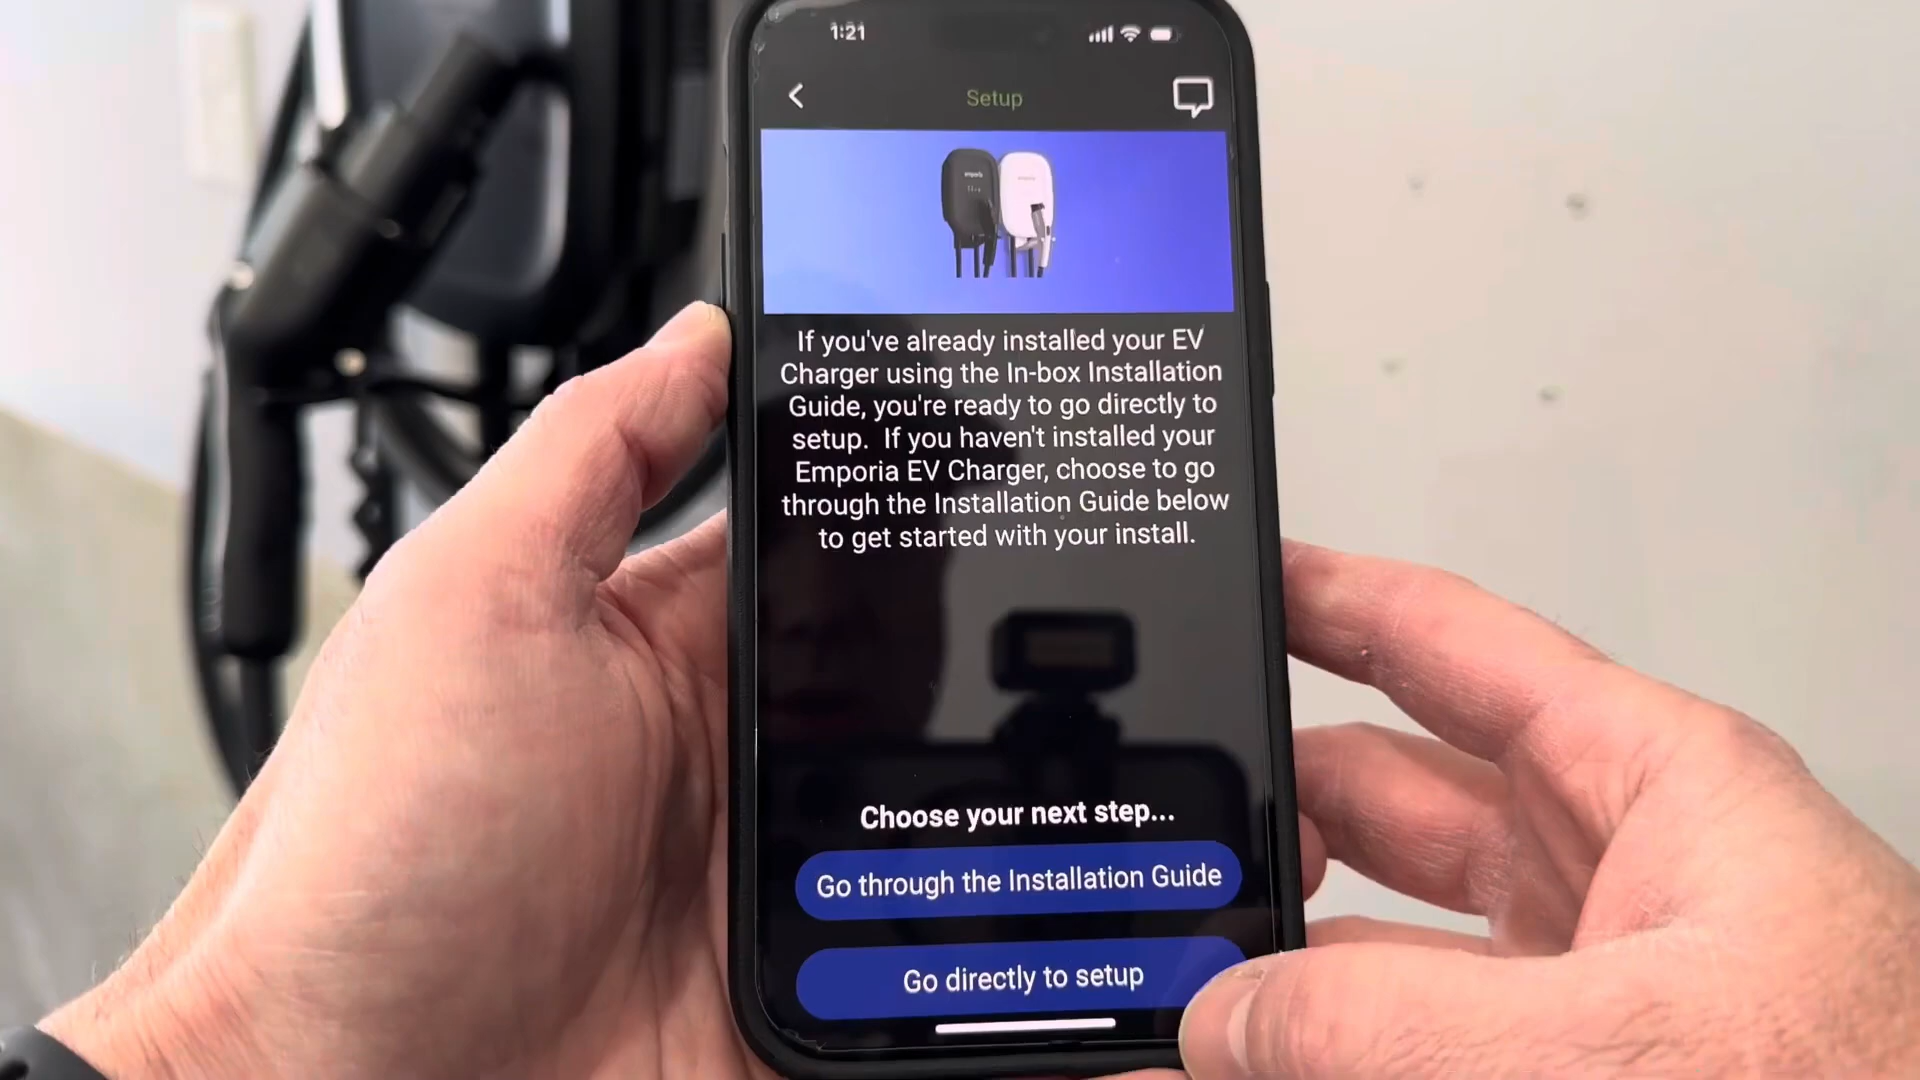 1:21
Setup
If you've already installed your EV
Charger using the In-box Installation
Guide, you're ready to go directly to
setup. If you haven't installed your
Emporia EV Charger, choose to go
through the Installation Guide below
to get started with your install.
Choose your next step...
Go through the Installation Guide
Go directly to setup